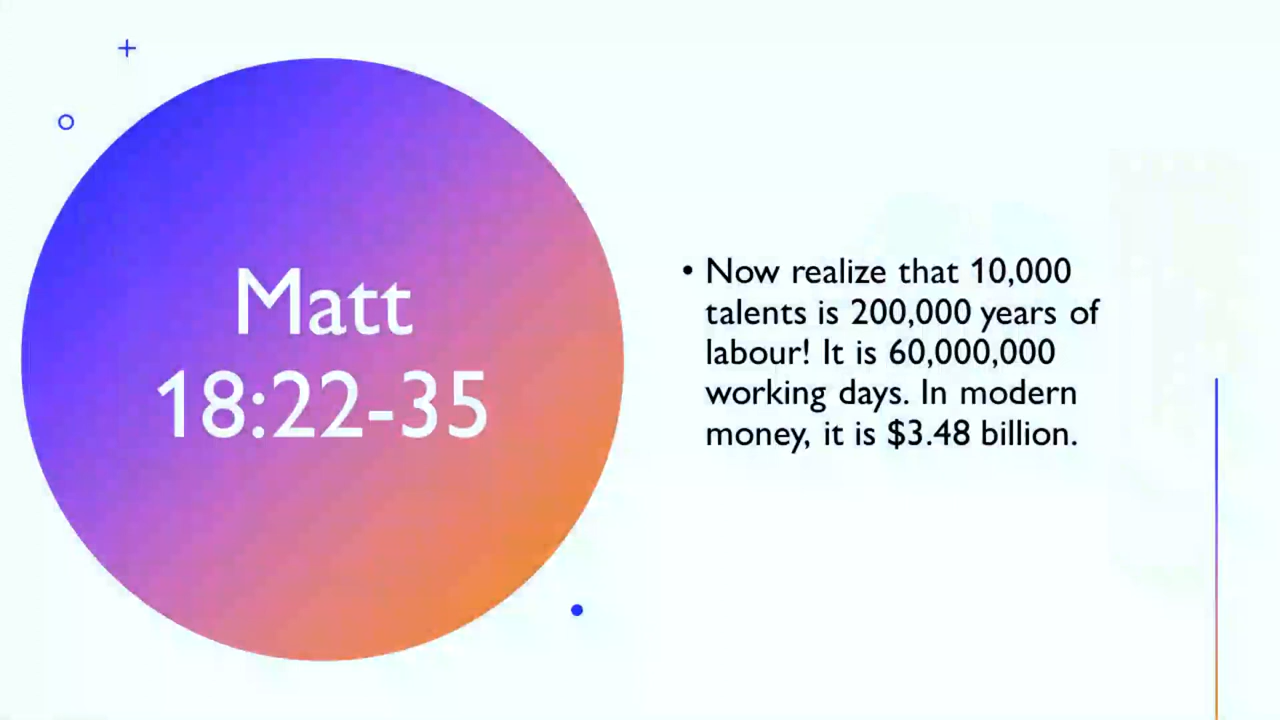 Matt
18:22-35
• Now realize that 10,000
talents is 200,000 years of
labour! It is 60,000,000
working days. In modern
money, it is $3.48 billion.